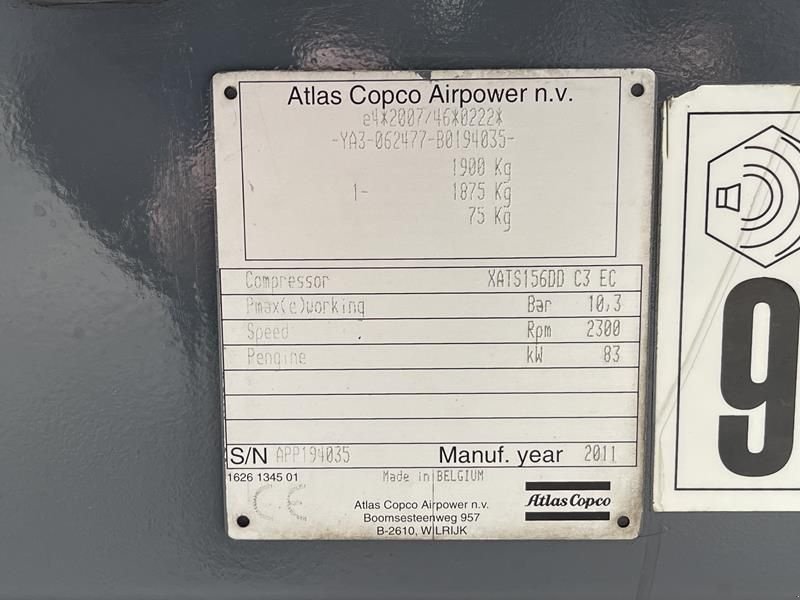 Atlas Copco Airpower n.v.
e4*2007/46*0222*
-YA3-062477-B0194035-
1900 Kg
1- 1875 Kg
75 Kg
Compressor XATS156DD C3 EC
Pmax(e)working Bar 10,3
Speed Rpm 2300
Pengine kW 83
S/N APP194035 Manuf. year 2011
1626 1345 01 Made in BELGIUM
CE
Atlas Copco Airpower n.v.
Boomsesteenweg 957
B-2610, WILRIJK
Atlas Copco
9